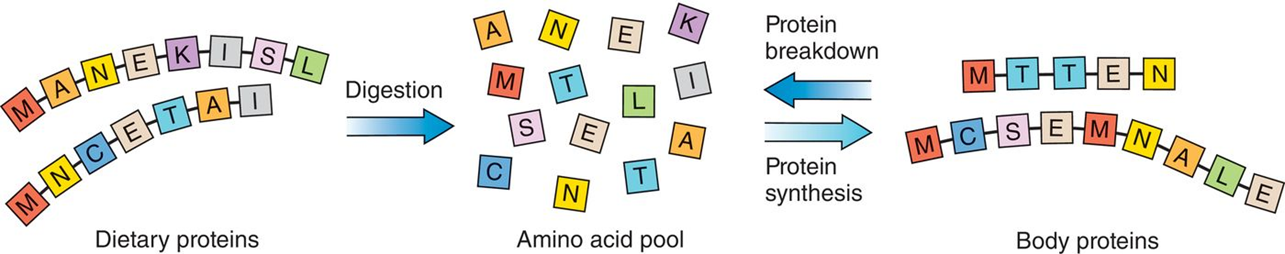 M A N E K I S L
M N C E T A I
Dietary proteins
Digestion
A N E K
M T L I
S E A
C N T
Amino acid pool
Protein
breakdown
Protein
synthesis
M T T E N
M C S E M N A L E
Body proteins